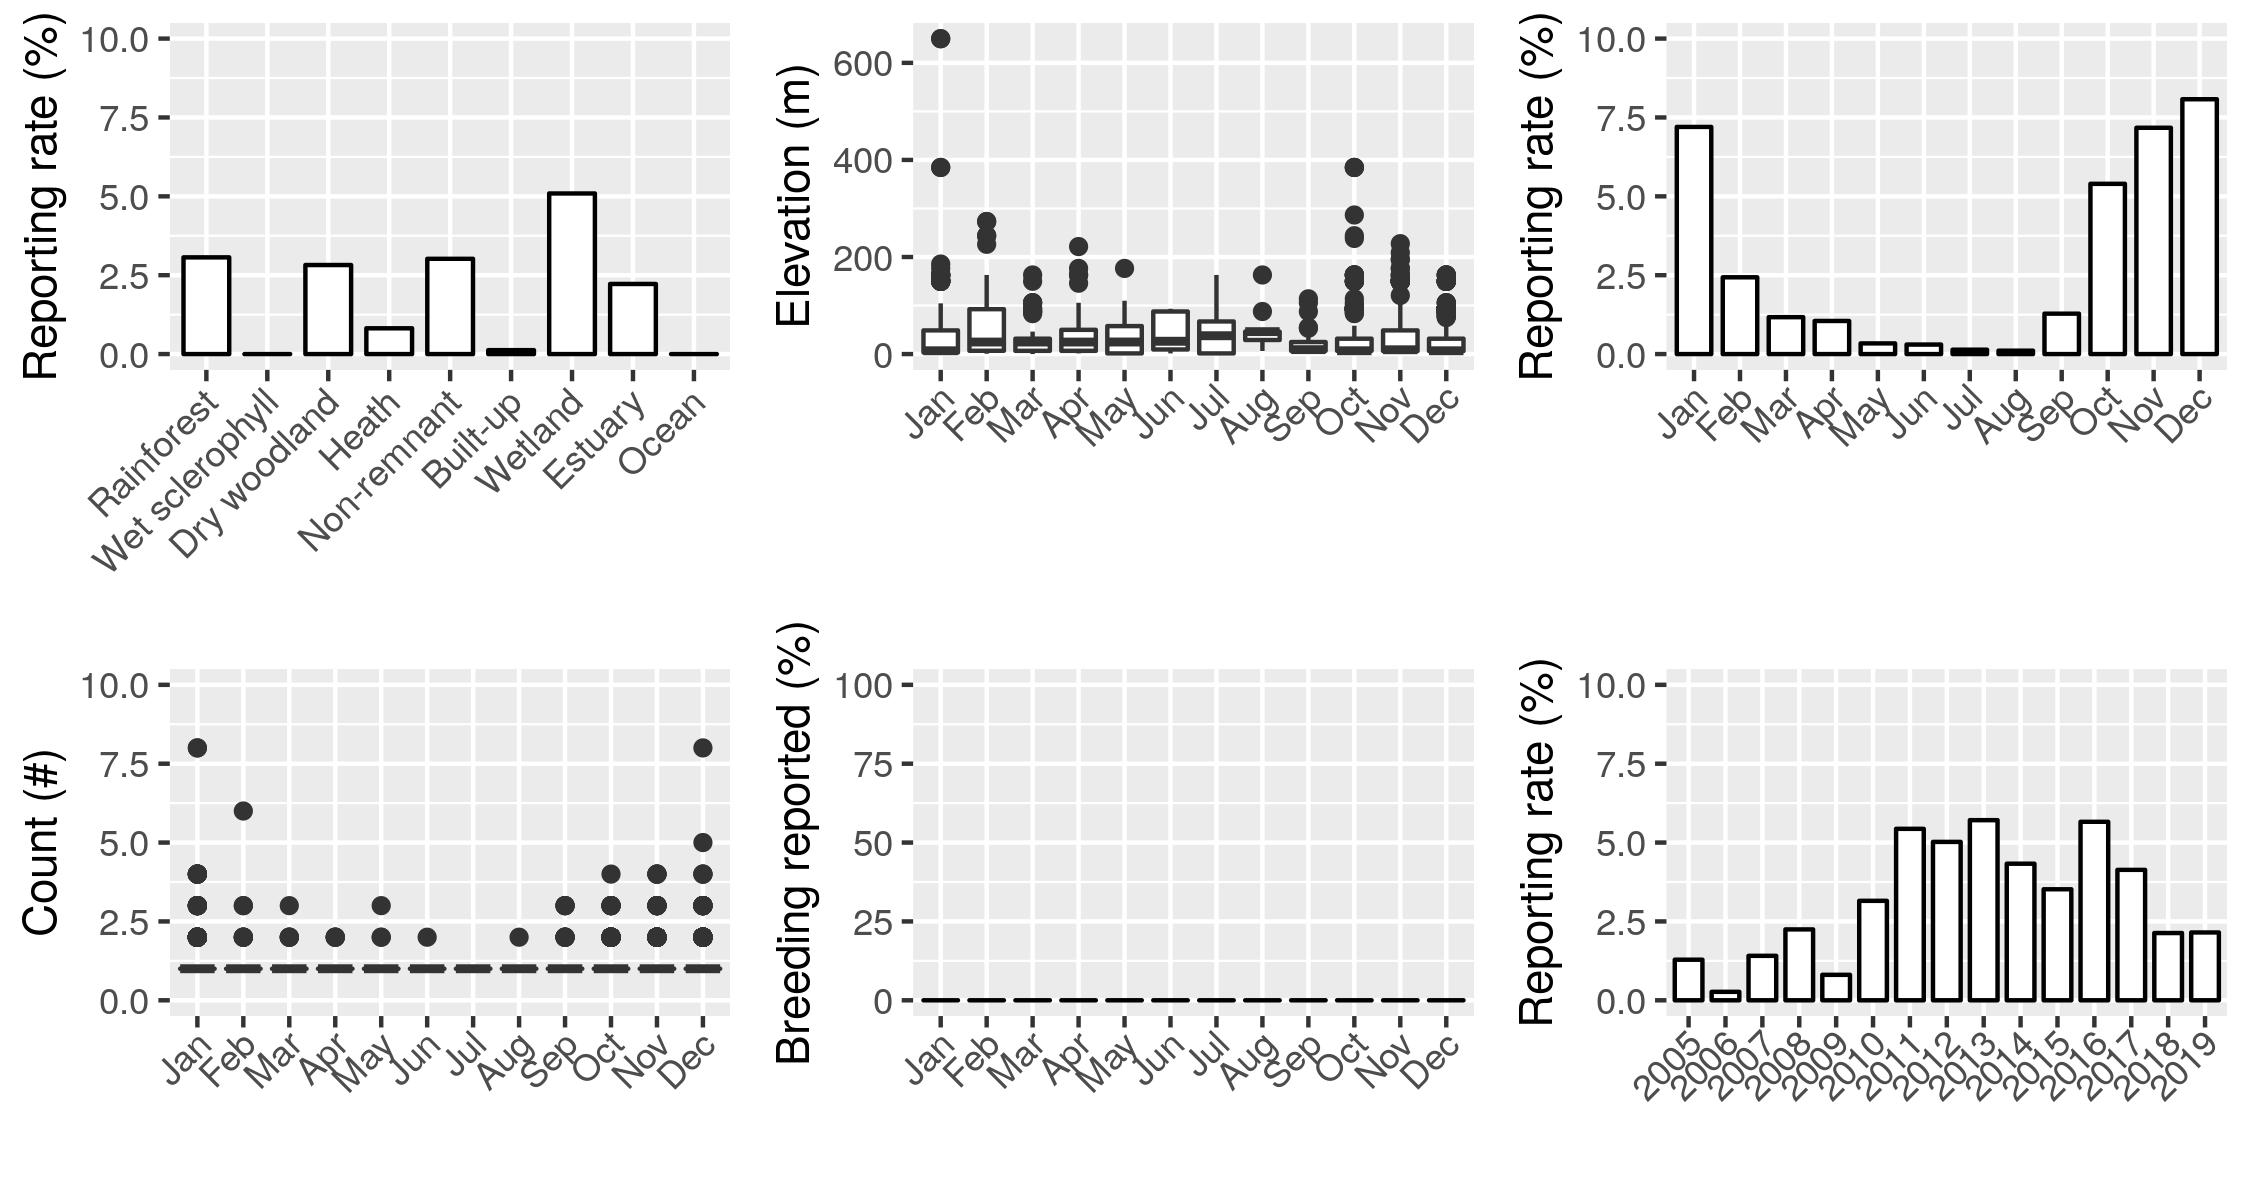 Reporting rate (%)
10.0
7.5
5.0
2.5
0.0
Rainforest
Wet sclerophyll
Dry woodland
Heath
Non-remnant
Built-up
Wetland
Estuary
Ocean
Elevation (m)
600
400
200
0
Jan
Feb
Mar
Apr
May
Jun
Jul
Aug
Sep
Oct
Nov
Dec
Reporting rate (%)
10.0
7.5
5.0
2.5
0.0
Jan
Feb
Mar
Apr
May
Jun
Jul
Aug
Sep
Oct
Nov
Dec
Count (#)
10.0
7.5
5.0
2.5
0.0
Jan
Feb
Mar
Apr
May
Jun
Jul
Aug
Sep
Oct
Nov
Dec
Breeding reported (%)
100
75
50
25
0
Jan
Feb
Mar
Apr
May
Jun
Jul
Aug
Sep
Oct
Nov
Dec
Reporting rate (%)
10.0
7.5
5.0
2.5
0.0
2005
2006
2007
2008
2009
2010
2011
2012
2013
2014
2015
2016
2017
2018
2019